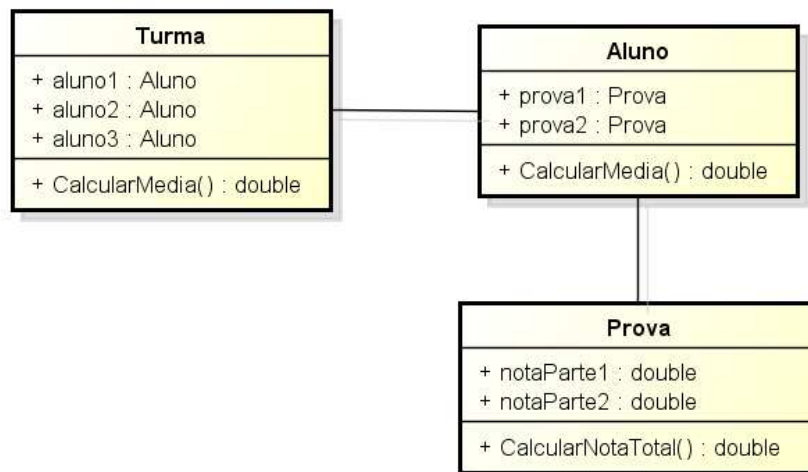 Turma
+ aluno1 : Aluno
+ aluno2 : Aluno
+ aluno3 : Aluno
+ CalcularMedia() : double
Aluno
+ prova1 : Prova
+ prova2 : Prova
+ CalcularMedia() : double
Prova
+ notaParte1 : double
+ notaParte2 : double
+ CalcularNotaTotal() : double